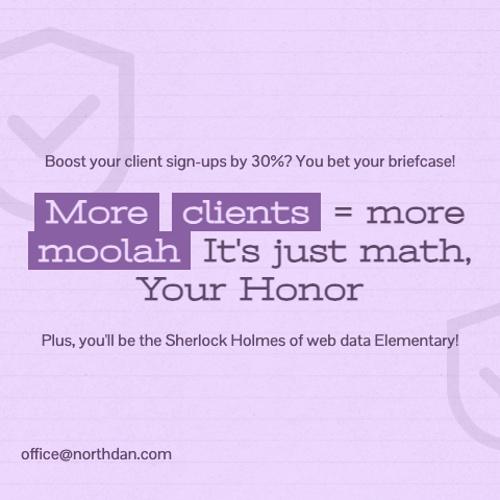 Boost your client sign-ups by 30%? You bet your briefcase!
More clients = more
moolah It's just math,
Your Honor
Plus, you'll be the Sherlock Holmes of web data Elementary!
office@northdan.com